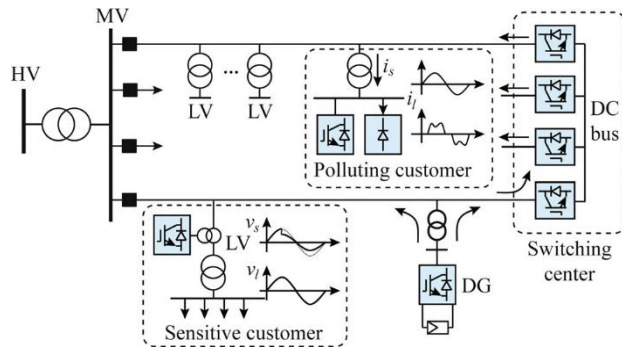 MV
HV
LV
...
LV
i_s
i_l
Polluting customer
DC
bus
Switching
center
v_s
LV
v_l
DG
Sensitive customer